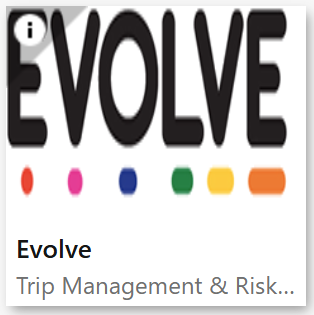 i
EVOLVE
Evolve
Trip Management & Risk...